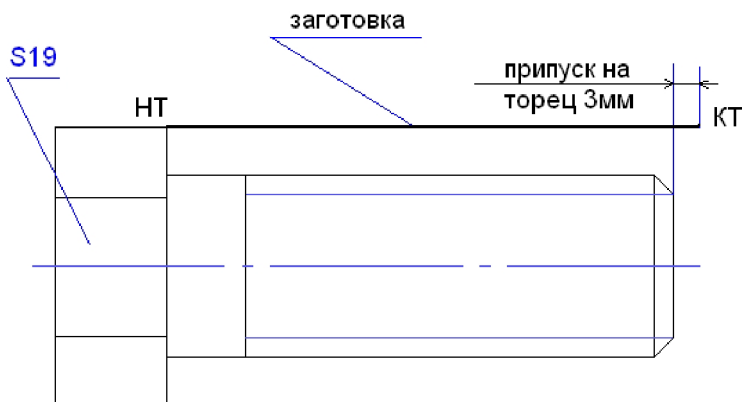 заготовка
S19
припуск на
торец 3мм
НТ
КТ